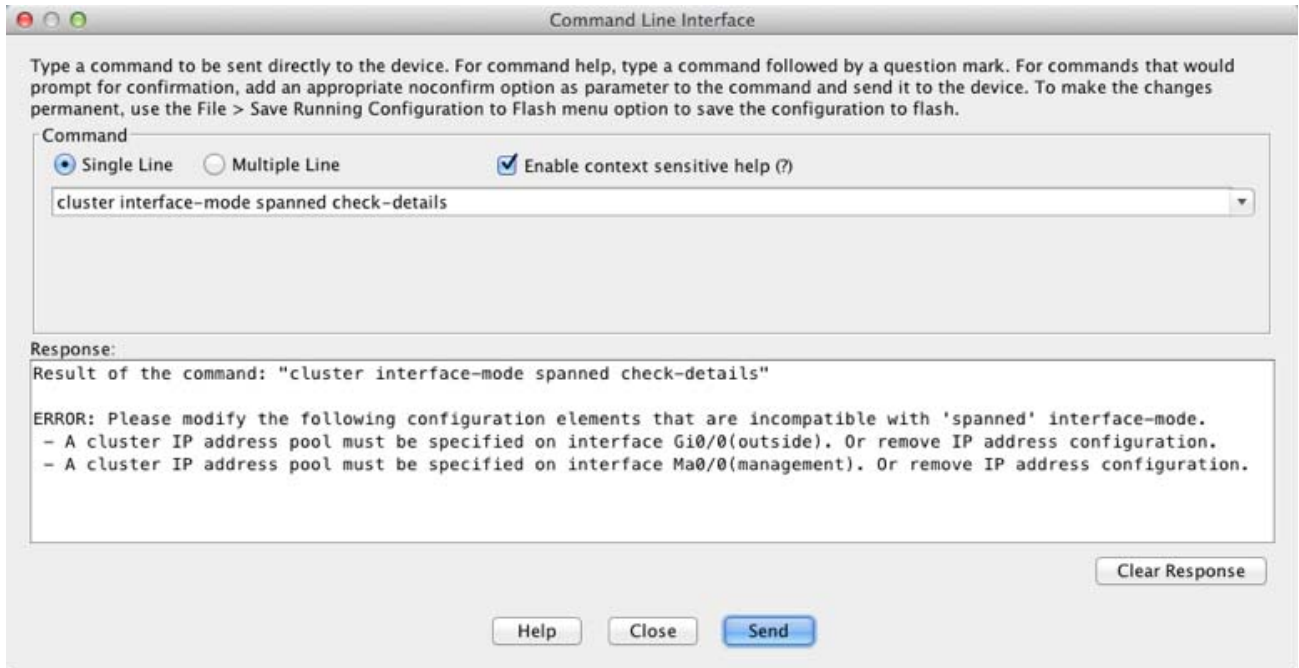 Command Line Interface
Type a command to be sent directly to the device. For command help, type a command followed by a question mark. For commands that would
prompt for confirmation, add an appropriate noconfirm option as parameter to the command and send it to the device. To make the changes
permanent, use the File > Save Running Configuration to Flash menu option to save the configuration to flash.
Command
Single Line Multiple Line Enable context sensitive help (?)
cluster interface-mode spanned check-details
Response:
Result of the command: "cluster interface-mode spanned check-details"
ERROR: Please modify the following configuration elements that are incompatible with 'spanned' interface-mode.
- A cluster IP address pool must be specified on interface Gi0/0(outside). Or remove IP address configuration.
- A cluster IP address pool must be specified on interface Ma0/0(management). Or remove IP address configuration.
Clear Response
Help Close Send